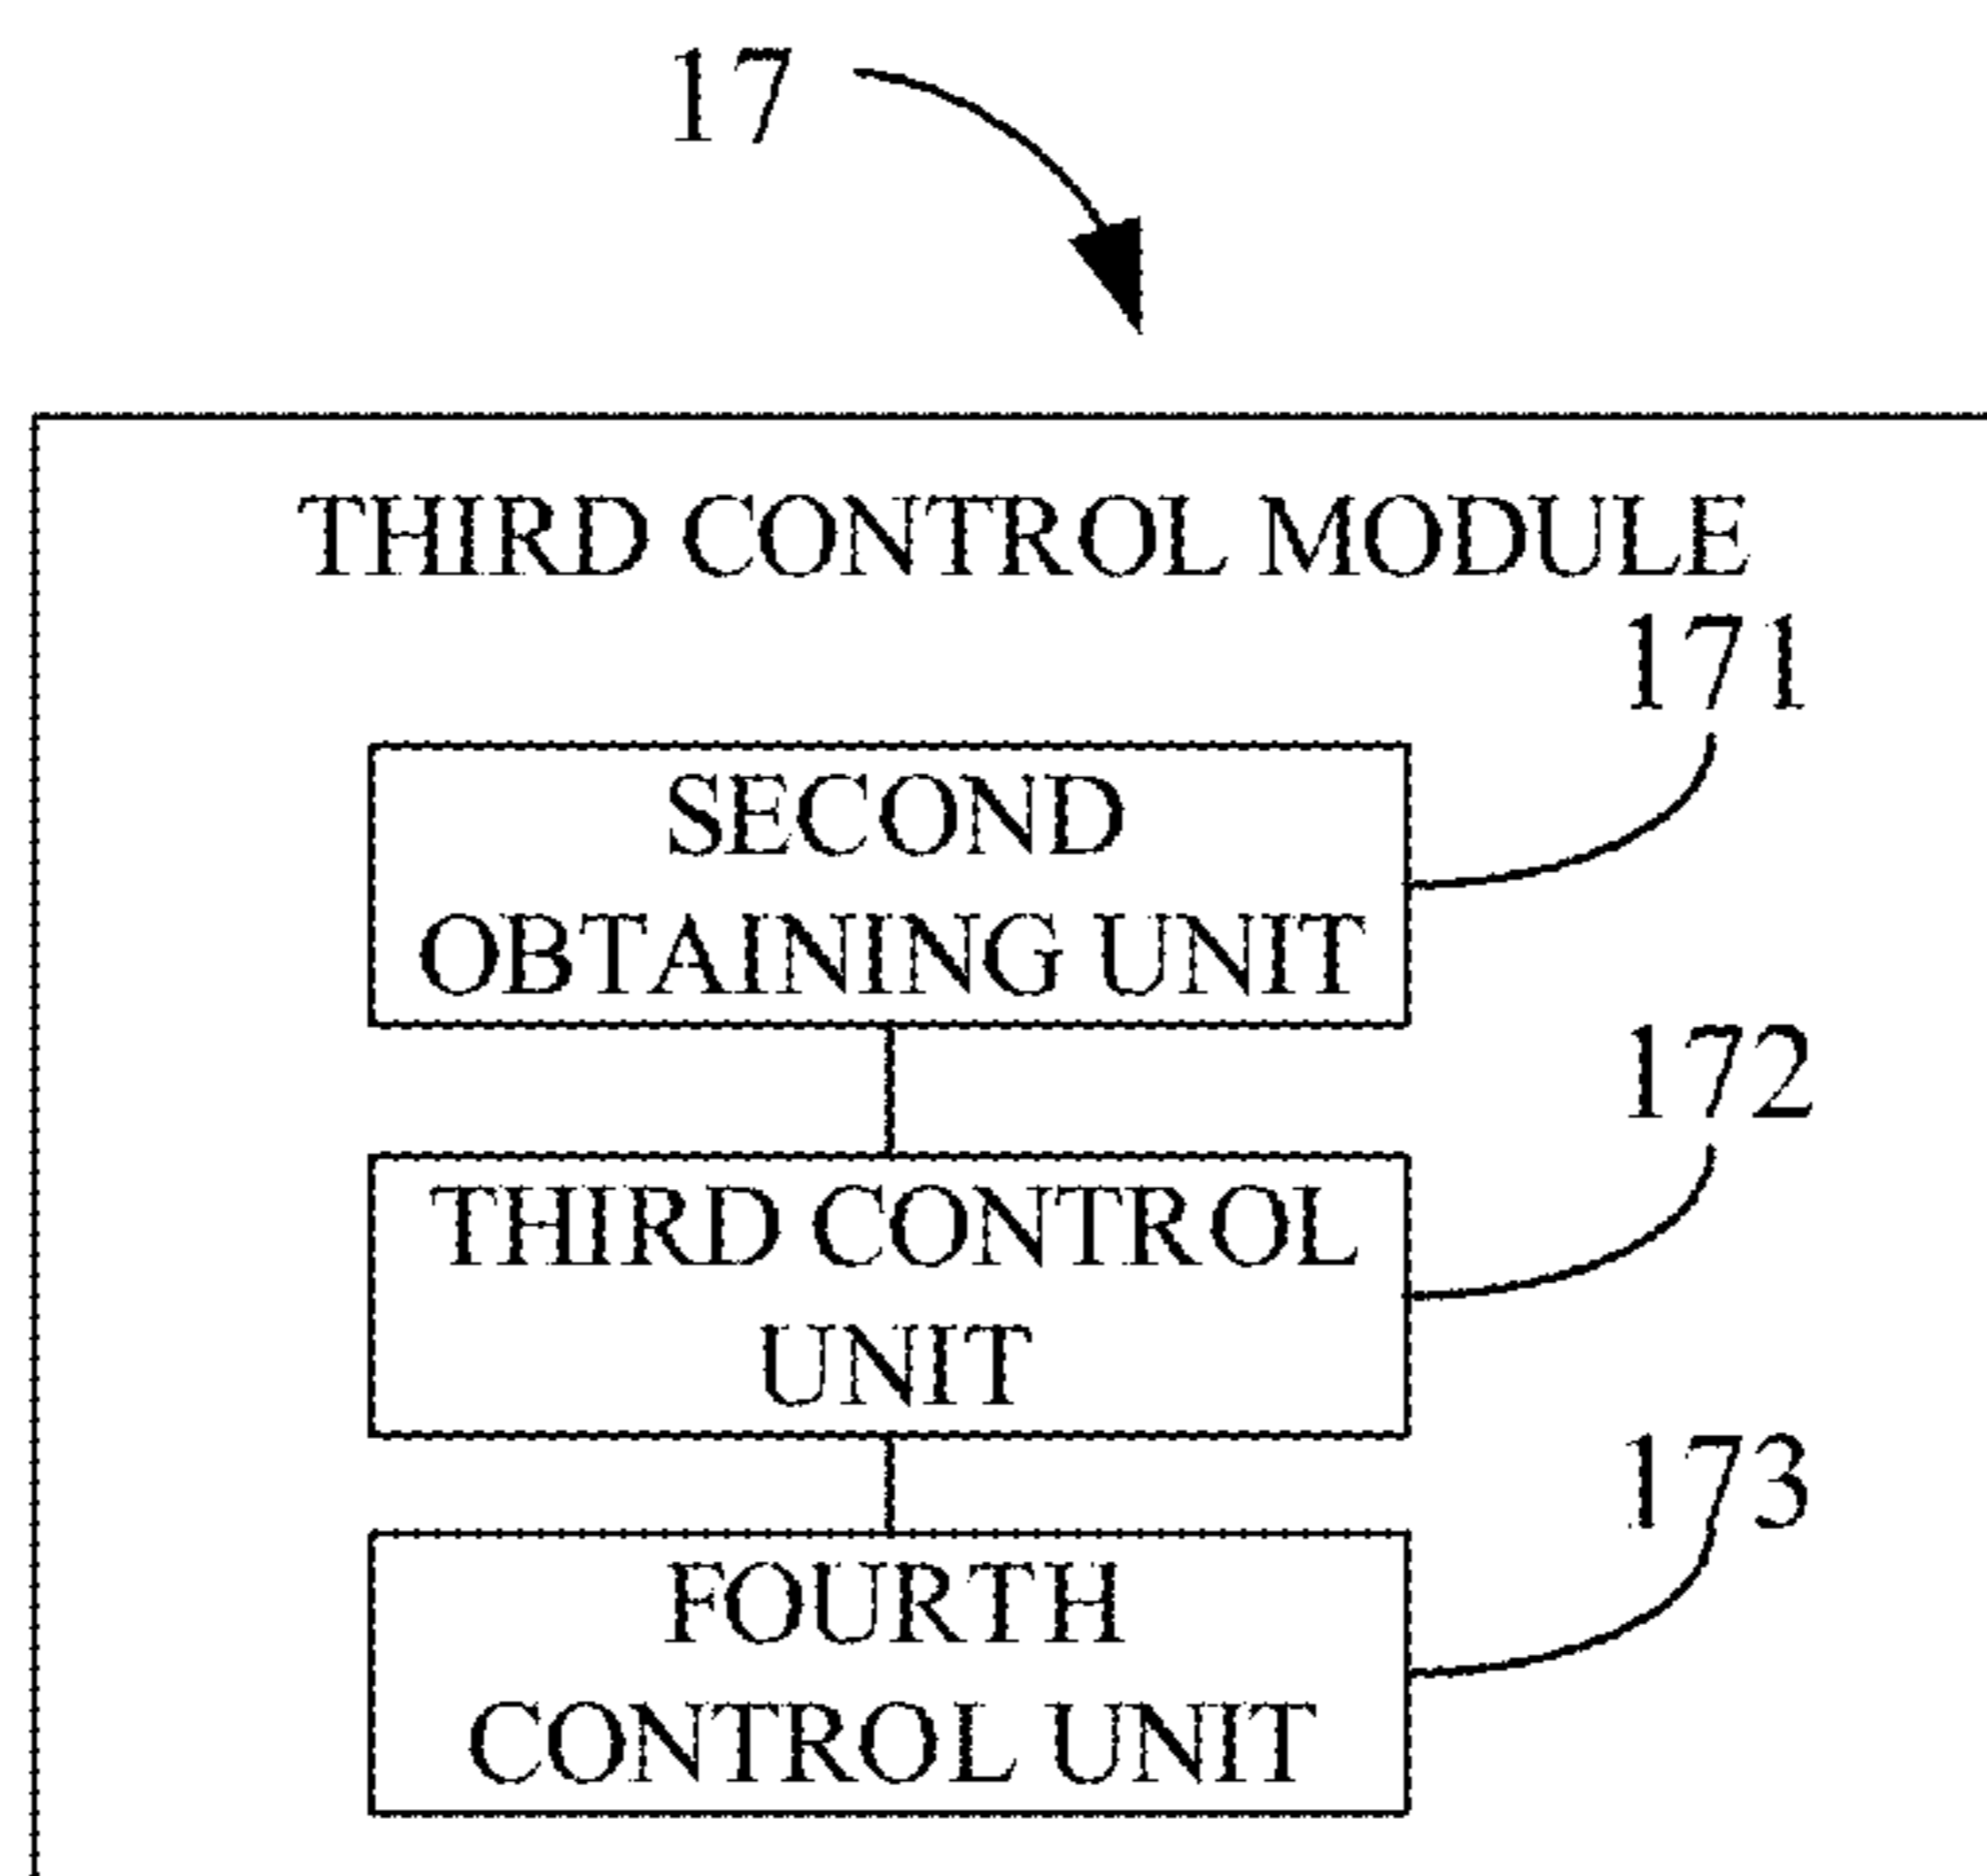 17
THIRD CONTROL MODULE
171
SECOND
OBTAINING UNIT
172
THIRD CONTROL
UNIT
173
FOURTH
CONTROL UNIT